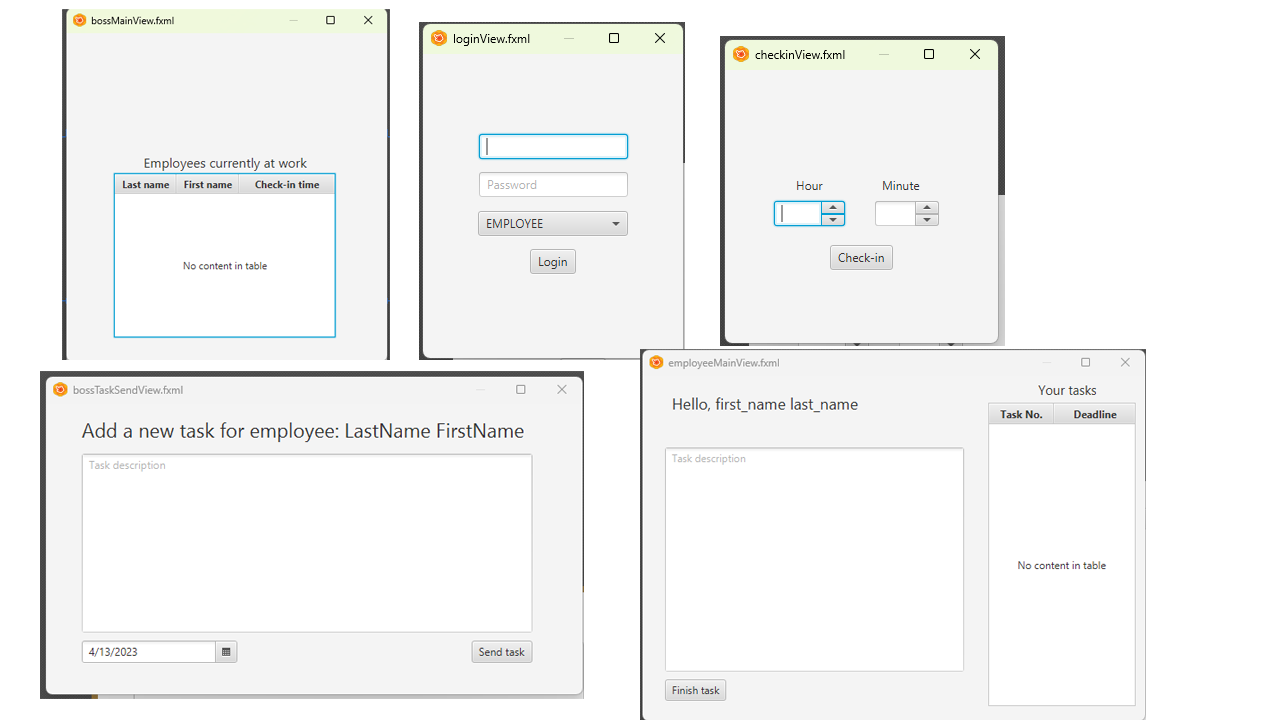 bossMainView.fxml
Employees currently at work
Last name First name Check-in time
No content in table
loginView.fxml
Password
EMPLOYEE
Login
checkinView.fxml
Hour Minute
Check-in
bossTaskSendView.fxml
Add a new task for employee: LastName FirstName
Task description
4/13/2023
Send task
employeeMainView.fxml
Hello, first_name last_name
Task description
Finish task
Your tasks
Task No. Deadline
No content in table